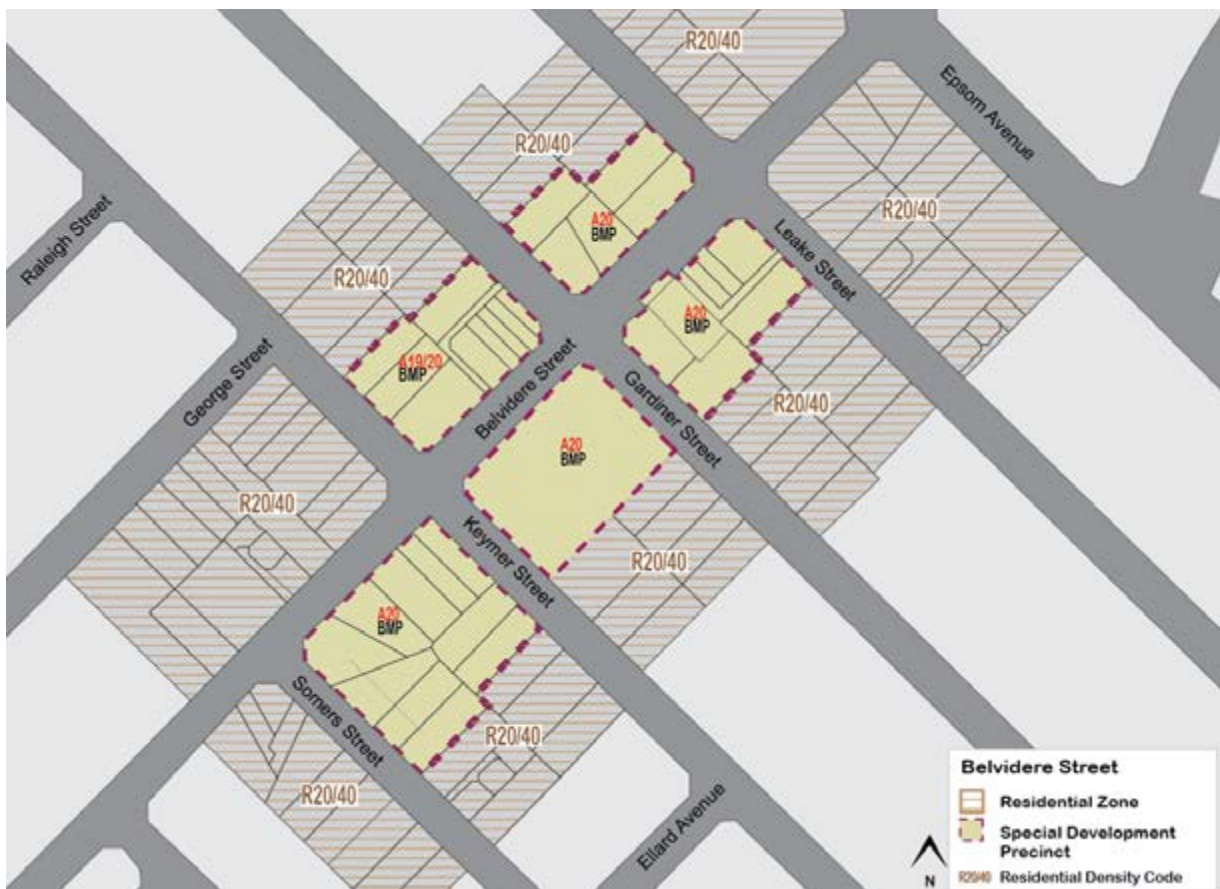 R20/40
Epsom Avenue
R20/40
R20/40
Raleigh Street
A20
BMP
Leake Street
R20/40
A20
BMP
A19/20
BMP
George Street
Belvidere Street
Gardiner Street
R20/40
A20
BMP
R20/40
Keymer Street
R20/40
A20
BMP
Somers Street
R20/40
R20/40
Ellard Avenue
N
Belvidere Street
Residential Zone
Special Development
Precinct
R20/40 Residential Density Code